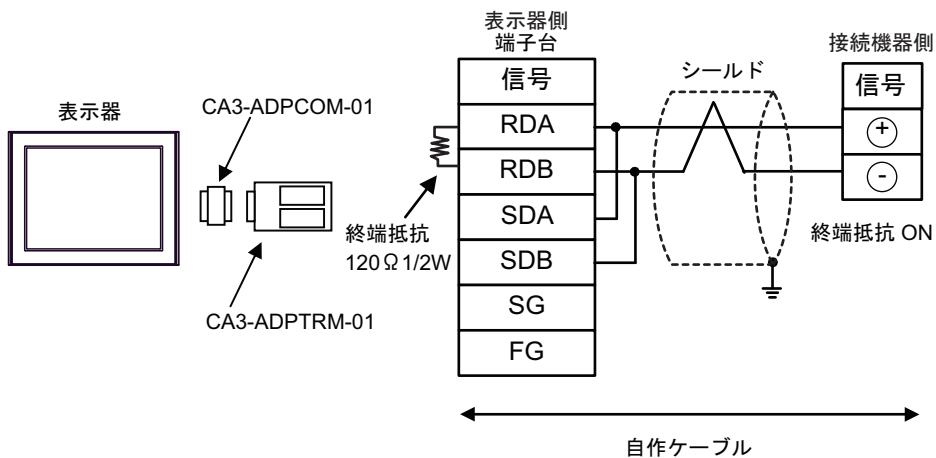 表示器
CA3-ADPCOM-01
CA3-ADPTRM-01
終端抵抗
120Ω1/2W
表示器側
端子台
信号
RDA
RDB
SDA
SDB
SG
FG
シールド
接続機器側
信号
+
-
終端抵抗 ON
自作ケーブル